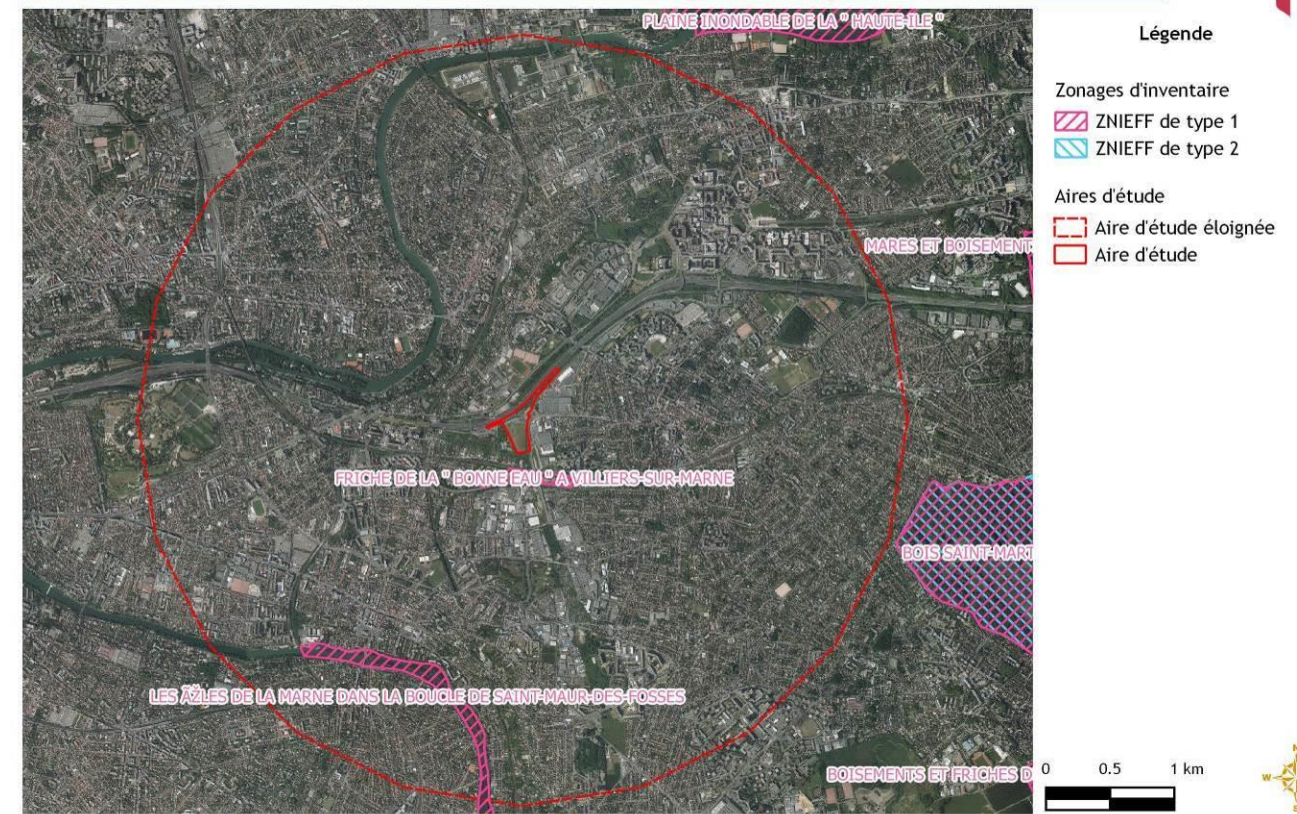 PLAINE INONDABLE DE LA " HAUTE-ILE "
MARES ET BOISEMENT
FRICHE DE LA " BONNE EAU " A VILLIERS-SUR-MARNE
BOIS SAINT-MART
LES ÃŽLES DE LA MARNE DANS LA BOUCLE DE SAINT-MAUR-DES-FOSSES
BOISEMENTS ET FRICHES D
Légende
Zonages d'inventaire
ZNIEFF de type 1
ZNIEFF de type 2
Aires d'étude
Aire d'étude éloignée
Aire d'étude
0 0.5 1 km
N
W
S